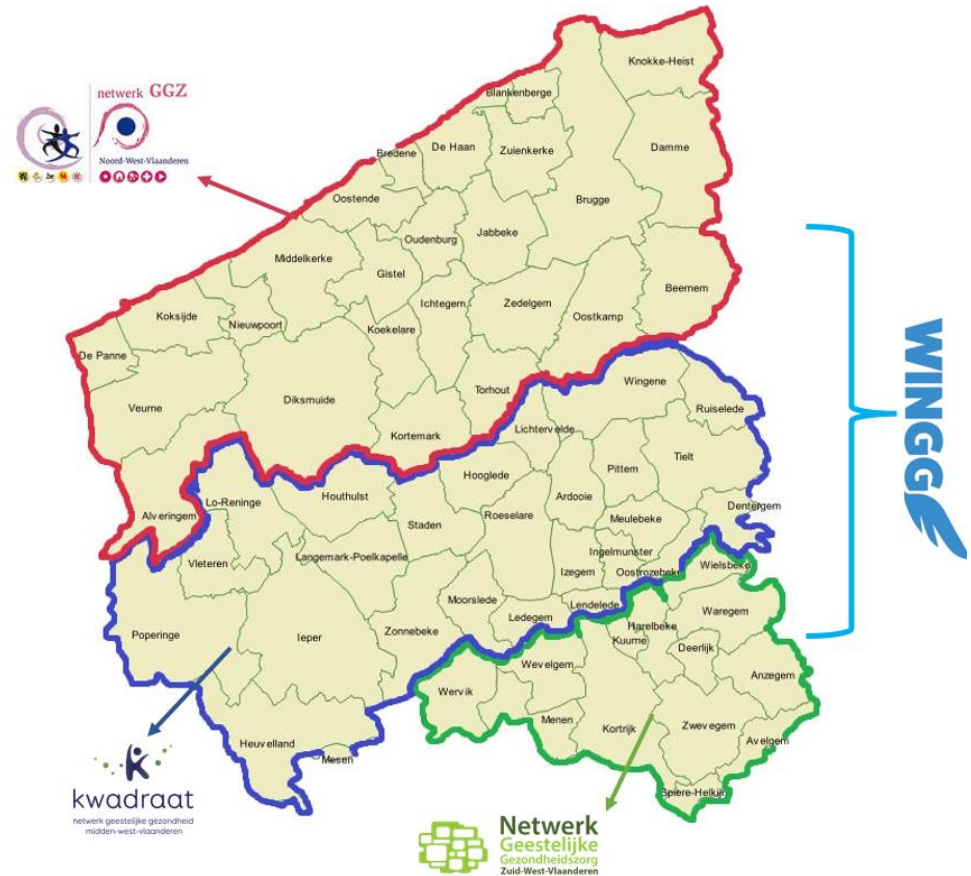 netwerk GGZ
Noord-West-Vlaanderen
.be
Knokke-Heist
Blankenberge
De Haan
Zuienkerke
Damme
Bredene
Brugge
Oostende
Oudenburg
Jabbeke
Middelkerke
Gistel
Beernem
Ichtegem
Zedelgem
Koksijde
Nieuwpoort
Koekelare
Oostkamp
De Panne
Veurne
Diksmuide
Torhout
Wingene
Kortemark
Lichtervelde
Ruiselede
Pittem
Tielt
Hooglede
Lo-Reninge
Houthulst
Ardooie
Alveringem
Staden
Roeselare
Meulebeke
Dentergem
Vleteren
Langemark-Poelkapelle
Ingelmunster
Izegem
Oostrozebeke
Wielsbeke
Moorslede
Ledegem
Lendelede
Waregem
Poperinge
Ieper
Zonnebeke
Harelbeke
Kuurne
Deerlijk
Wevelgem
Anzegem
Wervik
Menen
Kortrijk
Zwevegem
Avelgem
Heuvelland
Mesen
Spiere-Helkijn
WINGG
kwadraat
netwerk geestelijke gezondheid
midden-west-vlaanderen
Netwerk
Geestelijke
Gezondheidszorg
Zuid-West-Vlaanderen